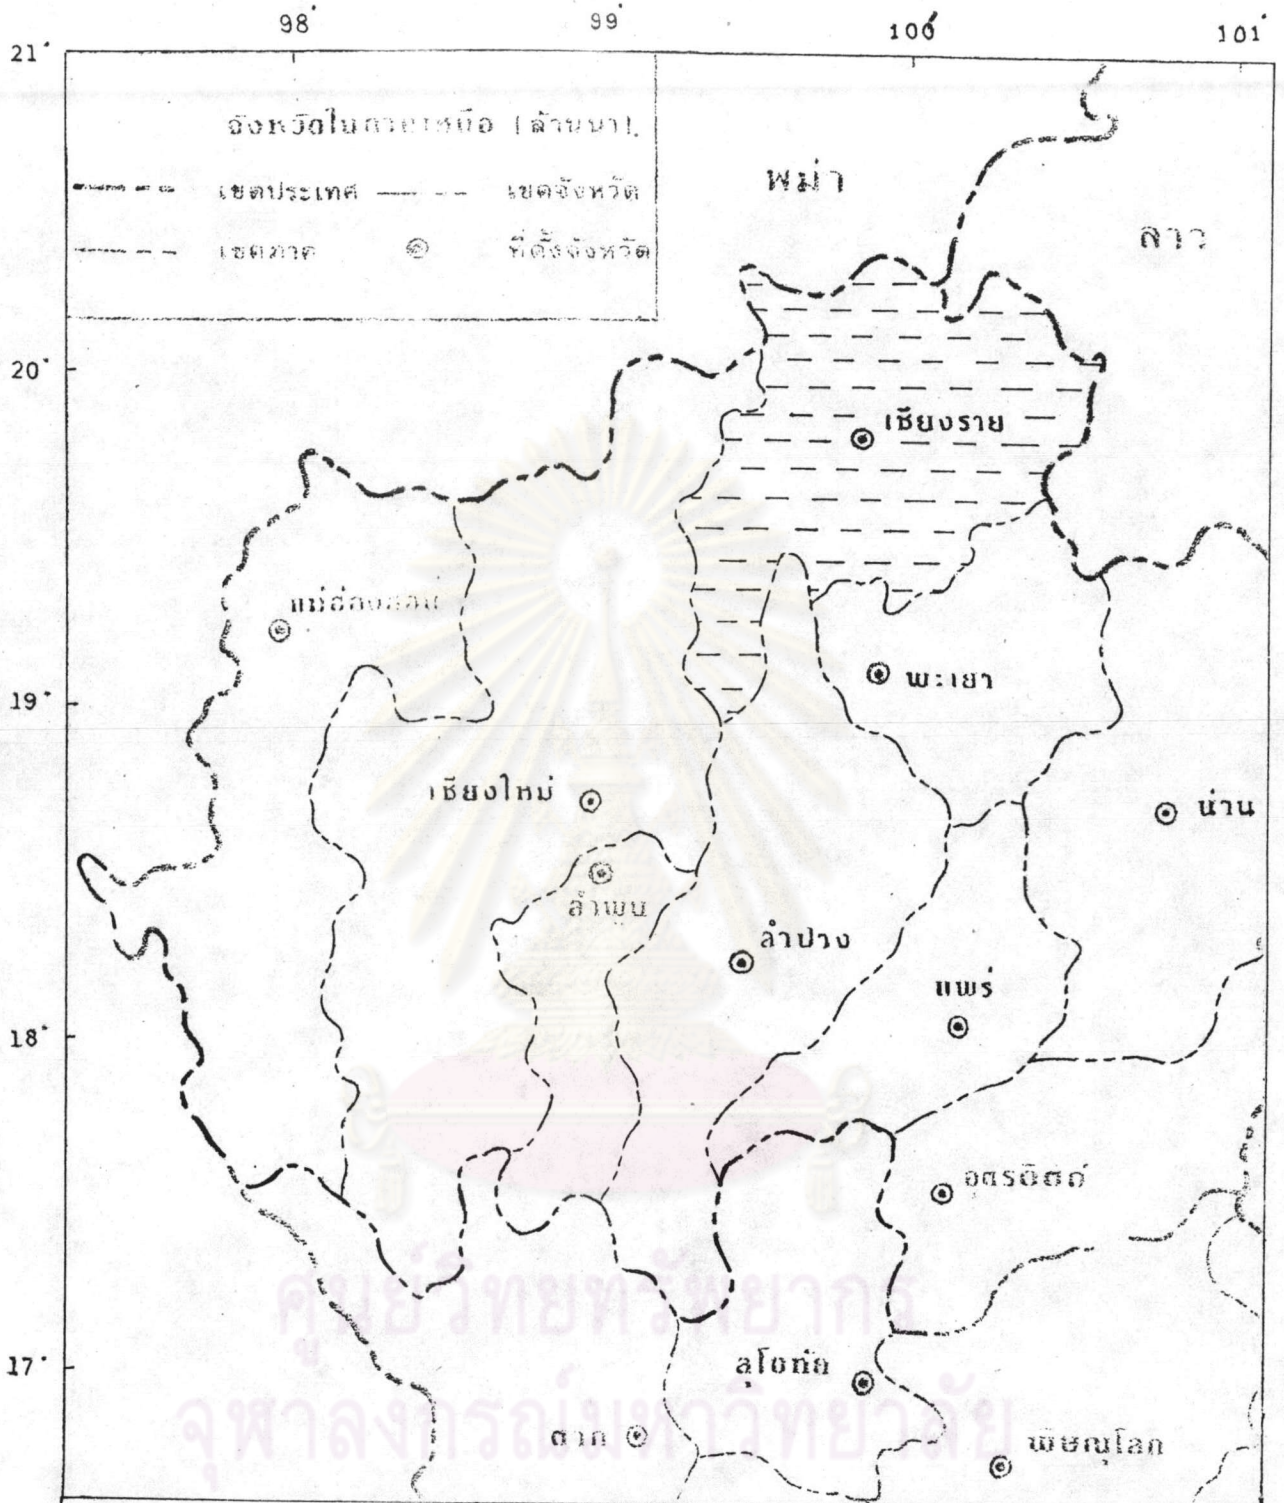 98° 99° 100° 101°
21°
จังหวัดในภาคเหนือ (ล้านนา).
เขตประเทศ เขตจังหวัด
เขตภาค ที่ตั้งจังหวัด
พม่า
ลาว
20°
เชียงราย
แม่ฮ่องสอน
พะเยา
19°
เชียงใหม่
น่าน
ลำพูน
ลำปาง
แพร่
18°
อุตรดิตถ์
ศูนย์วิทยทรัพยากร
17°
สุโขทัย
จุฬาลงกรณ์มหาวิทยาลัย
ตาก
พิษณุโลก